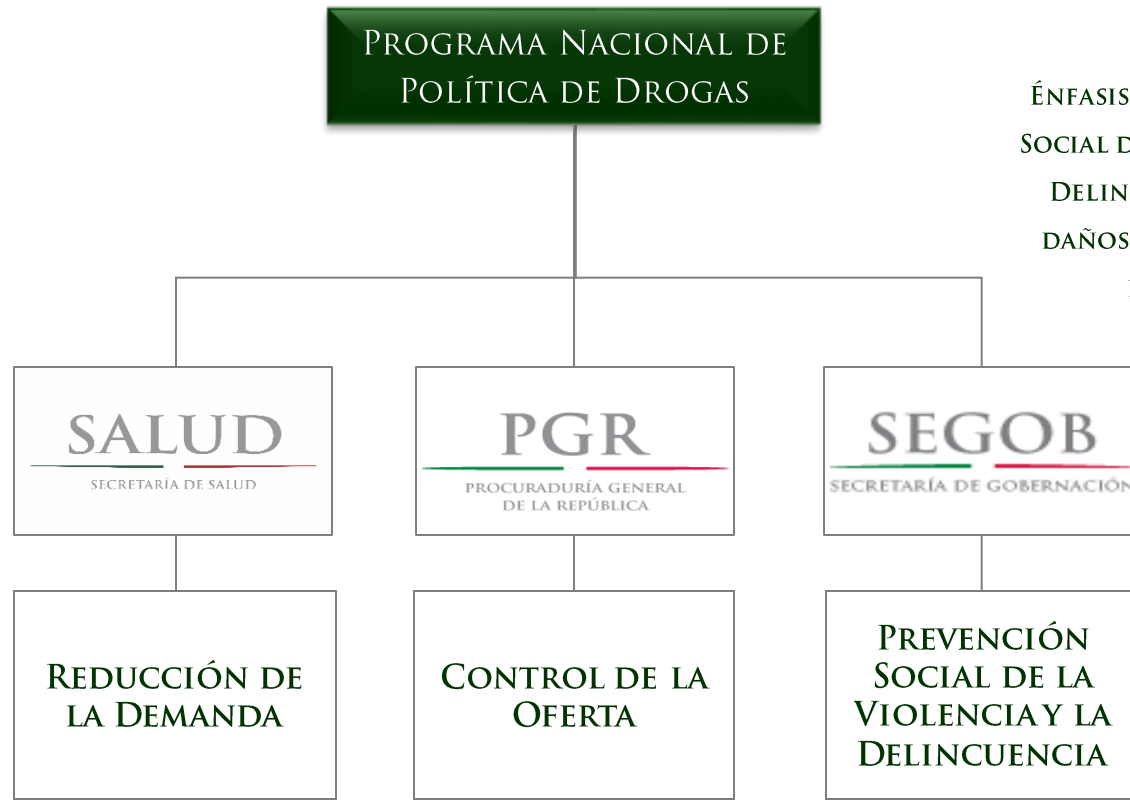 PROGRAMA NACIONAL DE
POLÍTICA DE DROGAS
ÉNFASIS
SOCIAL D
DELIN
DAÑOS
SALUD
SECRETARÍA DE SALUD
PGR
PROCURADURÍA GENERAL
DE LA REPÚBLICA
SEGOB
SECRETARÍA DE GOBERNACIÓN
REDUCCIÓN DE
LA DEMANDA
CONTROL DE LA
OFERTA
PREVENCIÓN
SOCIAL DE LA
VIOLENCIA Y LA
DELINCUENCIA